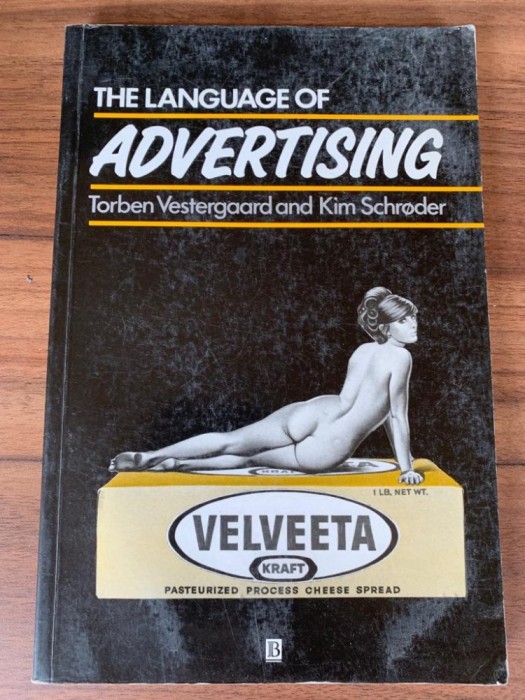 THE LANGUAGE OF
ADVERTISING
Torben Vestergaard and Kim Schrøder
1 LB. NET WT.
VELVEETA
KRAFT
PASTEURIZED PROCESS CHEESE SPREAD
B